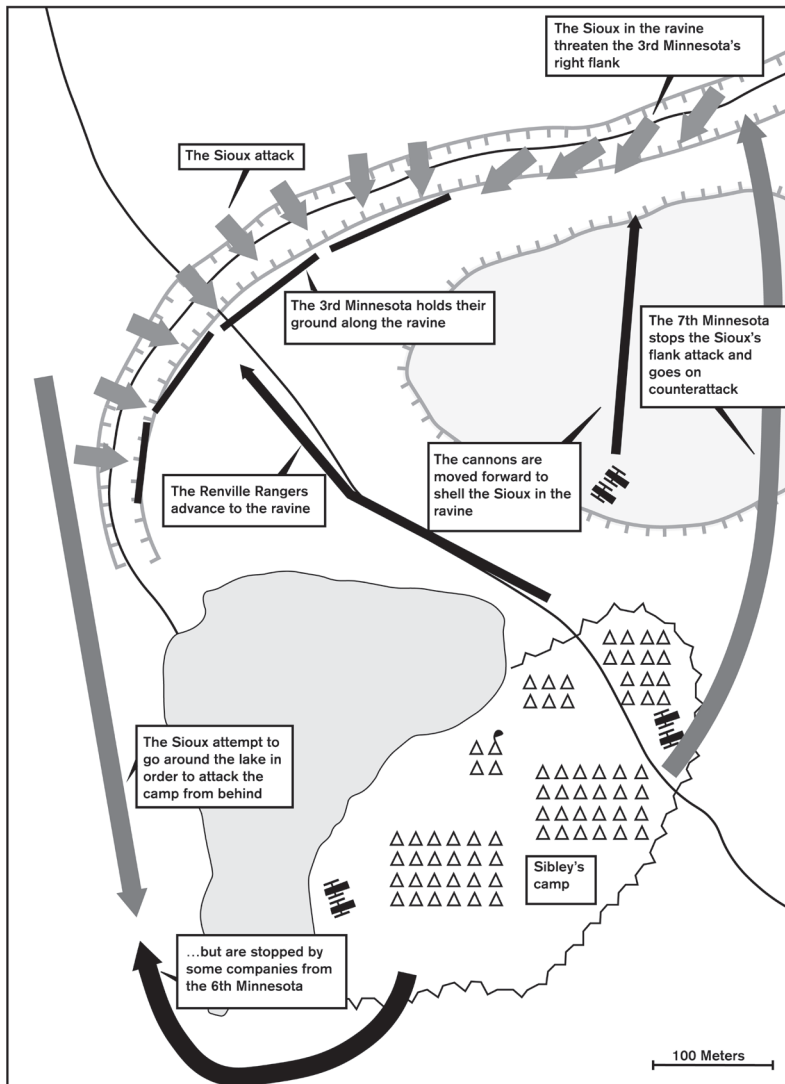 The Sioux in the ravine
threaten the 3rd Minnesota's
right flank
The Sioux attack
The 3rd Minnesota holds their
ground along the ravine
The 7th Minnesota
stops the Sioux's
flank attack and
goes on
counterattack
The cannons are
moved forward to
shell the Sioux in the
ravine
The Renville Rangers
advance to the ravine
The Sioux attempt to
go around the lake in
order to attack the
camp from behind
Sibley's
camp
...but are stopped by
some companies from
the 6th Minnesota
100 Meters